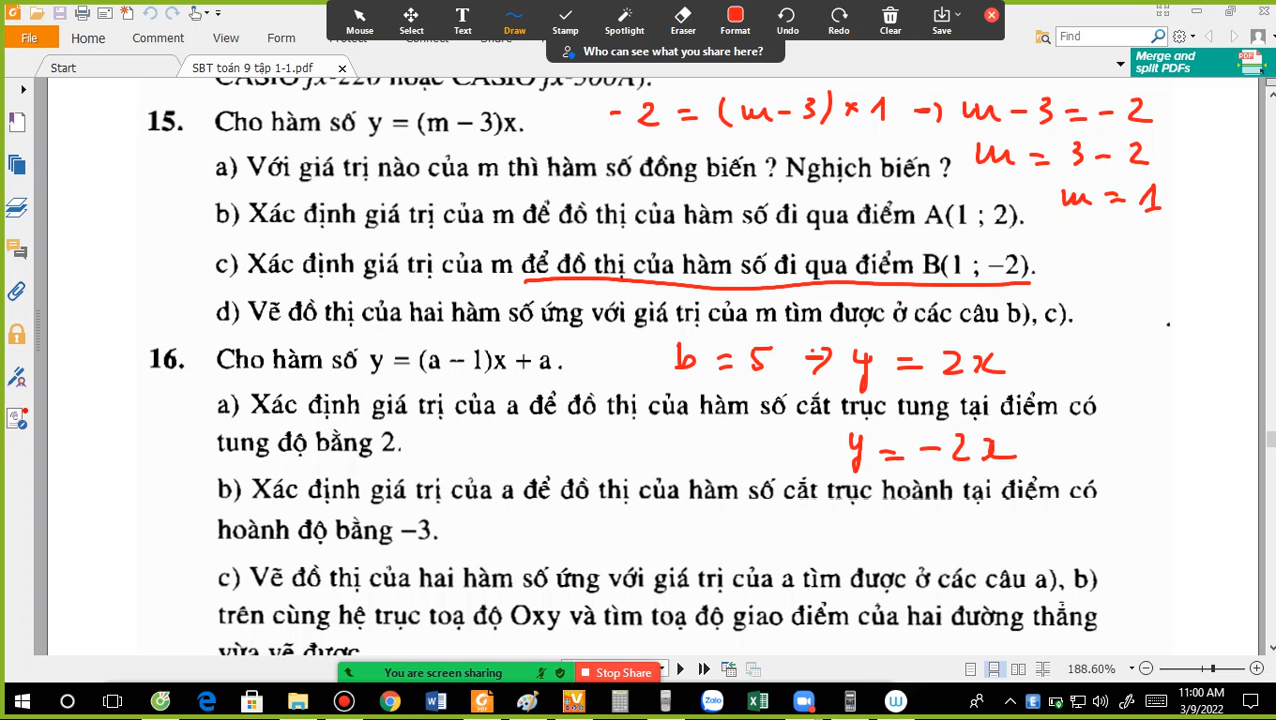 Mouse Select Text Draw Stamp Spotlight Eraser Format Undo Redo Clear Save
Who can see what you share here?
File Home Comment View Form
Find
Merge and
split PDFs
Start SBT toán 9 tập 1-1.pdf
15. Cho hàm số y = (m – 3)x.
- 2 = (m - 3) × 1 → m - 3 = - 2
m = 3 - 2
m = 1
a) Với giá trị nào của m thì hàm số đồng biến ? Nghịch biến ?
b) Xác định giá trị của m để đồ thị của hàm số đi qua điểm A(1 ; 2).
c) Xác định giá trị của m để đồ thị của hàm số đi qua điểm B(1 ; –2).
d) Vẽ đồ thị của hai hàm số ứng với giá trị của m tìm được ở các câu b), c).
16. Cho hàm số y = (a – 1)x + a .
b = 5 → y = 2x
y = - 2x
a) Xác định giá trị của a để đồ thị của hàm số cắt trục tung tại điểm có
tung độ bằng 2.
b) Xác định giá trị của a để đồ thị của hàm số cắt trục hoành tại điểm có
hoành độ bằng –3.
c) Vẽ đồ thị của hai hàm số ứng với giá trị của a tìm được ở các câu a), b)
trên cùng hệ trục toạ độ Oxy và tìm toạ độ giao điểm của hai đường thẳng
vừa vẽ được
You are screen sharing Stop Share
188.60%
11:00 AM
3/9/2022